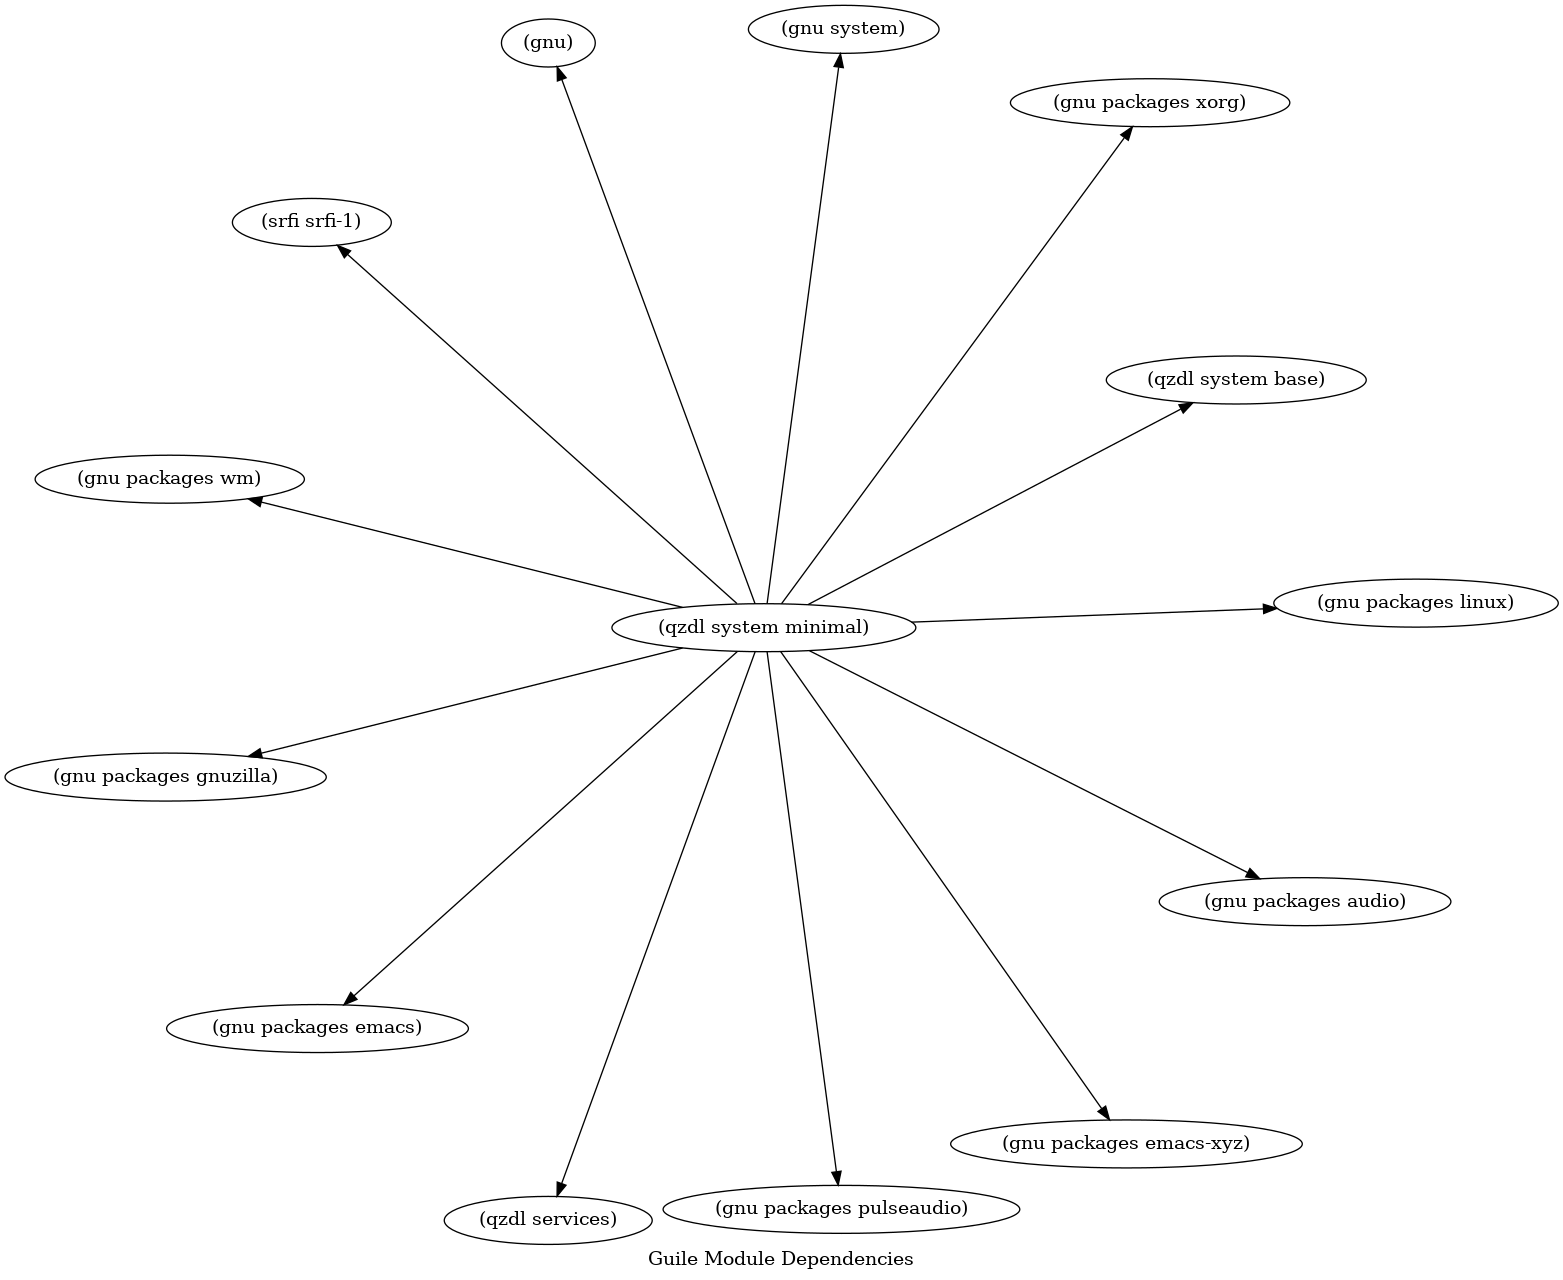 (gnu system)
(gnu)
(gnu packages xorg)
(srfi srfi-1)
(qzdl system base)
(gnu packages wm)
(gnu packages linux)
(qzdl system minimal)
(gnu packages gnuzilla)
(gnu packages audio)
(gnu packages emacs)
(gnu packages emacs-xyz)
(gnu packages pulseaudio)
(qzdl services)
Guile Module Dependencies